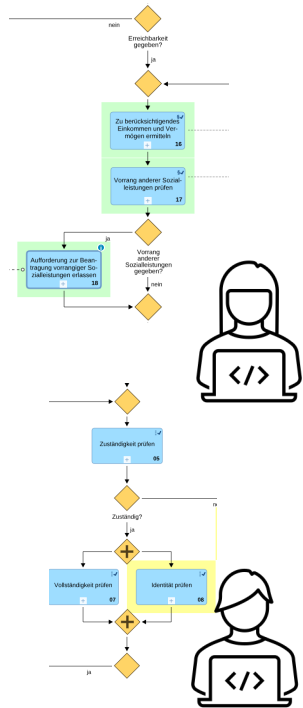 nein
Erreichbarkeit
gegeben?
ja
Zu berücksichtigendes
Einkommen und Ver-
mögen ermitteln
16
Vorrang anderer Sozial-
leistungen prüfen
17
ja
Vorrang
anderer
Sozialleistungen
gegeben?
nein
Aufforderung zur Bean-
tragung vorrangiger So-
zialleistungen erfassen
18
</>
Zuständigkeit prüfen
05
Zuständig?
ja
Vollständigkeit prüfen
07
Identität prüfen
08
ja
</>